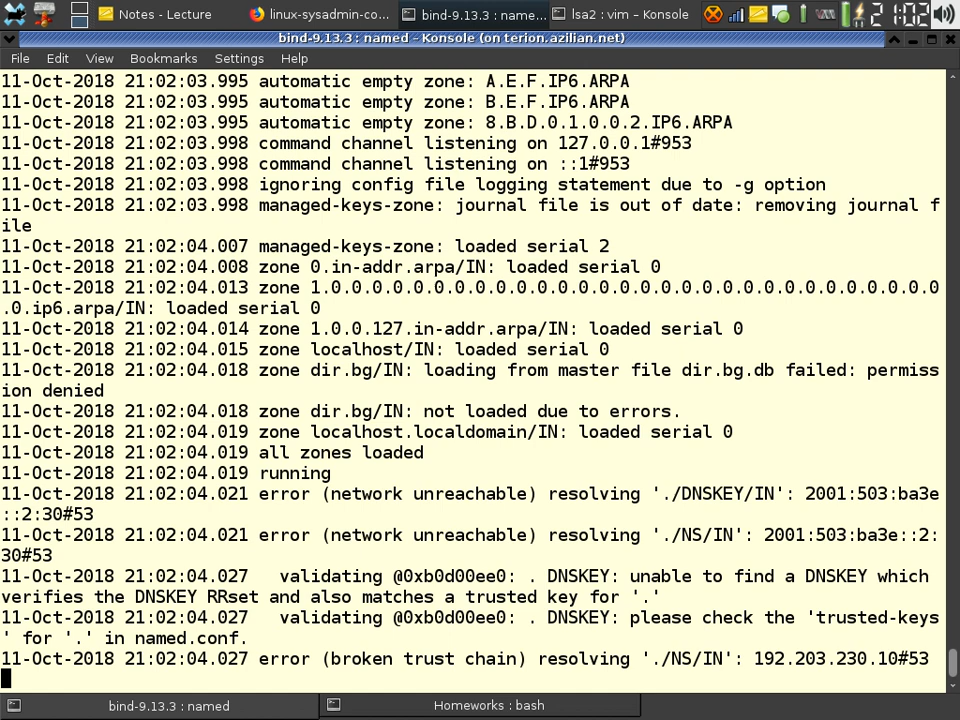 Notes - Lecture
linux-sysadmin-co...
bind-9.13.3 : name...
lsa2 : vim – Konsole
2
1:02
bind-9.13.3 : named – Konsole (on terion.azilian.net)
File Edit View Bookmarks Settings Help
11-Oct-2018 21:02:03.995 automatic empty zone: A.E.F.IP6.ARPA
11-Oct-2018 21:02:03.995 automatic empty zone: B.E.F.IP6.ARPA
11-Oct-2018 21:02:03.995 automatic empty zone: 8.B.D.0.1.0.0.2.IP6.ARPA
11-Oct-2018 21:02:03.998 command channel listening on 127.0.0.1#953
11-Oct-2018 21:02:03.998 command channel listening on ::1#953
11-Oct-2018 21:02:03.998 ignoring config file logging statement due to -g option
11-Oct-2018 21:02:03.998 managed-keys-zone: journal file is out of date: removing journal f
ile
11-Oct-2018 21:02:04.007 managed-keys-zone: loaded serial 2
11-Oct-2018 21:02:04.008 zone 0.in-addr.arpa/IN: loaded serial 0
11-Oct-2018 21:02:04.013 zone 1.0.0.0.0.0.0.0.0.0.0.0.0.0.0.0.0.0.0.0.0.0.0.0.0.0.0.0.0.0.0
.0.ip6.arpa/IN: loaded serial 0
11-Oct-2018 21:02:04.014 zone 1.0.0.127.in-addr.arpa/IN: loaded serial 0
11-Oct-2018 21:02:04.015 zone localhost/IN: loaded serial 0
11-Oct-2018 21:02:04.018 zone dir.bg/IN: loading from master file dir.bg.db failed: permiss
ion denied
11-Oct-2018 21:02:04.018 zone dir.bg/IN: not loaded due to errors.
11-Oct-2018 21:02:04.019 zone localhost.localdomain/IN: loaded serial 0
11-Oct-2018 21:02:04.019 all zones loaded
11-Oct-2018 21:02:04.019 running
11-Oct-2018 21:02:04.021 error (network unreachable) resolving './DNSKEY/IN': 2001:503:ba3e
::2:30#53
11-Oct-2018 21:02:04.021 error (network unreachable) resolving './NS/IN': 2001:503:ba3e::2:
30#53
11-Oct-2018 21:02:04.027   validating @0xb0d00ee0: . DNSKEY: unable to find a DNSKEY which
verifies the DNSKEY RRset and also matches a trusted key for '.'
11-Oct-2018 21:02:04.027   validating @0xb0d00ee0: . DNSKEY: please check the 'trusted-keys
' for '.' in named.conf.
11-Oct-2018 21:02:04.027 error (broken trust chain) resolving './NS/IN': 192.203.230.10#53
bind-9.13.3 : named
Homeworks : bash